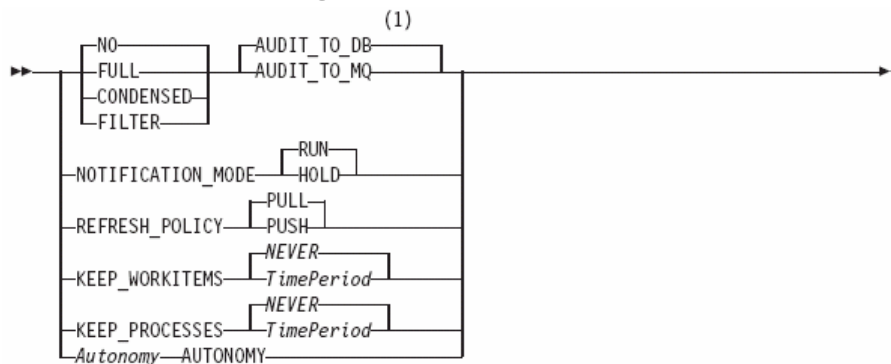 (1)
NO AUDIT_TO_DB
FULL AUDIT_TO_MQ
CONDENSED
FILTER
RUN
NOTIFICATION_MODE HOLD
PULL
REFRESH_POLICY PUSH
NEVER
KEEP_WORKITEMS TimePeriod
NEVER
KEEP_PROCESSES TimePeriod
Autonomy AUTONOMY